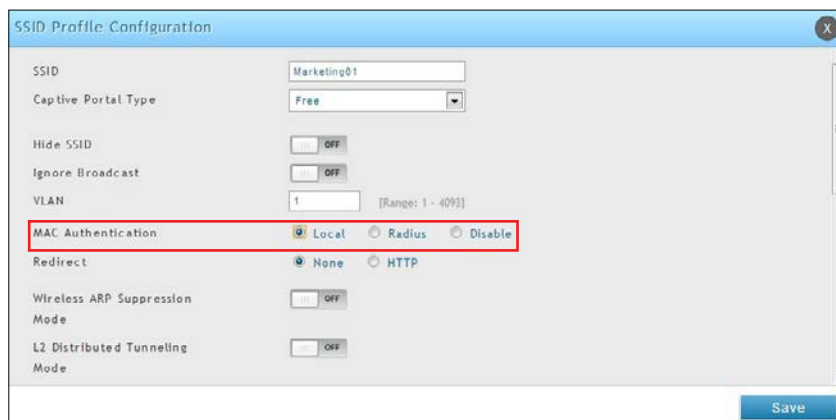 SSID Profile Configuration
X
SSID Marketing01
Captive Portal Type Free
Hide SSID OFF
Ignore Broadcast OFF
VLAN 1 [Range: 1 - 4093]
MAC Authentication Local Radius Disable
Redirect None HTTP
Wireless ARP Suppression
Mode
OFF
L2 Distributed Tunneling
Mode
OFF
Save